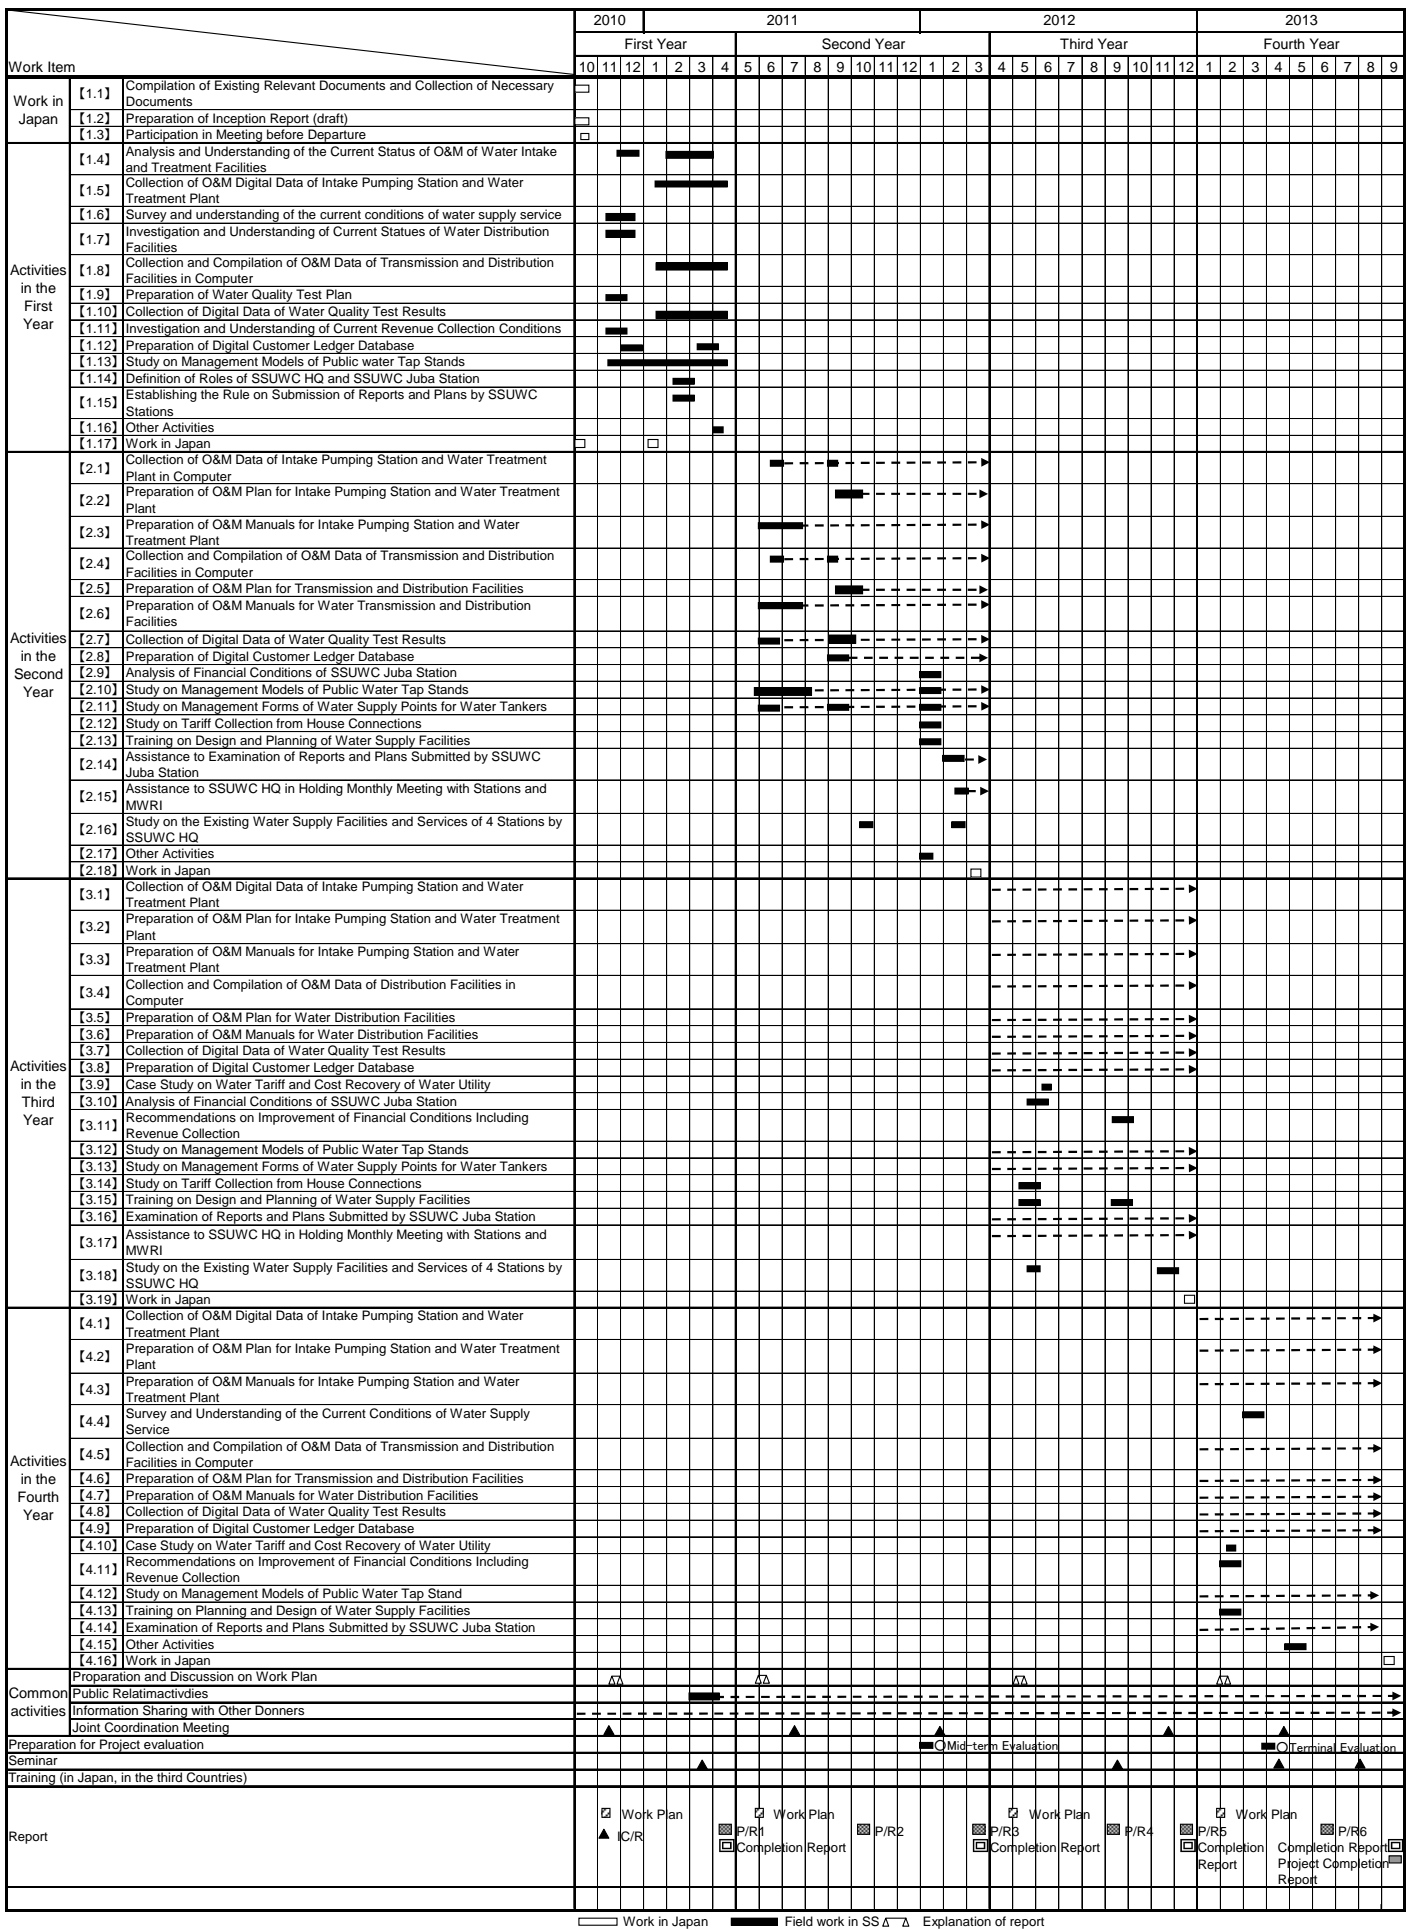 2010 2011 2012 2013
First Year Second Year Third Year Fourth Year
Work Item 10 11 12 1 2 3 4 5 6 7 8 9 10 11 12 1 2 3 4 5 6 7 8 9 10 11 12 1 2 3 4 5 6 7 8 9
Work in Japan
【1.1】 Compilation of Existing Relevant Documents and Collection of Necessary
Documents
【1.2】 Preparation of Inception Report (draft)
【1.3】 Participation in Meeting before Departure
Activities in the First Year
【1.4】 Analysis and Understanding of the Current Status of O&M of Water Intake
and Treatment Facilities
【1.5】 Collection of O&M Digital Data of Intake Pumping Station and Water
Treatment Plant
【1.6】 Survey and understanding of the current conditions of water supply service
【1.7】 Investigation and Understanding of Current Statues of Water Distribution
Facilities
【1.8】 Collection and Compilation of O&M Data of Transmission and Distribution
Facilities in Computer
【1.9】 Preparation of Water Quality Test Plan
【1.10】 Collection of Digital Data of Water Quality Test Results
【1.11】 Investigation and Understanding of Current Revenue Collection Conditions
【1.12】 Preparation of Digital Customer Ledger Database
【1.13】 Study on Management Models of Public water Tap Stands
【1.14】 Definition of Roles of SSUWC HQ and SSUWC Juba Station
【1.15】 Establishing the Rule on Submission of Reports and Plans by SSUWC
Stations
【1.16】 Other Activities
【1.17】 Work in Japan
Activities in the Second Year
【2.1】 Collection of O&M Data of Intake Pumping Station and Water Treatment
Plant in Computer
【2.2】 Preparation of O&M Plan for Intake Pumping Station and Water Treatment
Plant
【2.3】 Preparation of O&M Manuals for Intake Pumping Station and Water
Treatment Plant
【2.4】 Collection and Compilation of O&M Data of Transmission and Distribution
Facilities in Computer
【2.5】 Preparation of O&M Plan for Transmission and Distribution Facilities
【2.6】 Preparation of O&M Manuals for Water Transmission and Distribution
Facilities
【2.7】 Collection of Digital Data of Water Quality Test Results
【2.8】 Preparation of Digital Customer Ledger Database
【2.9】 Analysis of Financial Conditions of SSUWC Juba Station
【2.10】 Study on Management Models of Public Water Tap Stands
【2.11】 Study on Management Forms of Water Supply Points for Water Tankers
【2.12】 Study on Tariff Collection from House Connections
【2.13】 Training on Design and Planning of Water Supply Facilities
【2.14】 Assistance to Examination of Reports and Plans Submitted by SSUWC
Juba Station
【2.15】 Assistance to SSUWC HQ in Holding Monthly Meeting with Stations and
MWRI
【2.16】 Study on the Existing Water Supply Facilities and Services of 4 Stations by
SSUWC HQ
【2.17】 Other Activities
【2.18】 Work in Japan
Activities in the Third Year
【3.1】 Collection of O&M Digital Data of Intake Pumping Station and Water
Treatment Plant
【3.2】 Preparation of O&M Plan for Intake Pumping Station and Water Treatment
Plant
【3.3】 Preparation of O&M Manuals for Intake Pumping Station and Water
Treatment Plant
【3.4】 Collection and Compilation of O&M Data of Distribution Facilities in
Computer
【3.5】 Preparation of O&M Plan for Water Distribution Facilities
【3.6】 Preparation of O&M Manuals for Water Distribution Facilities
【3.7】 Collection of Digital Data of Water Quality Test Results
【3.8】 Preparation of Digital Customer Ledger Database
【3.9】 Case Study on Water Tariff and Cost Recovery of Water Utility
【3.10】 Analysis of Financial Conditions of SSUWC Juba Station
【3.11】 Recommendations on Improvement of Financial Conditions Including
Revenue Collection
【3.12】 Study on Management Models of Public Water Tap Stands
【3.13】 Study on Management Forms of Water Supply Points for Water Tankers
【3.14】 Study on Tariff Collection from House Connections
【3.15】 Training on Design and Planning of Water Supply Facilities
【3.16】 Examination of Reports and Plans Submitted by SSUWC Juba Station
【3.17】 Assistance to SSUWC HQ in Holding Monthly Meeting with Stations and
MWRI
【3.18】 Study on the Existing Water Supply Facilities and Services of 4 Stations by
SSUWC HQ
【3.19】 Work in Japan
Activities in the Fourth Year
【4.1】 Collection of O&M Digital Data of Intake Pumping Station and Water
Treatment Plant
【4.2】 Preparation of O&M Plan for Intake Pumping Station and Water Treatment
Plant
【4.3】 Preparation of O&M Manuals for Intake Pumping Station and Water
Treatment Plant
【4.4】 Survey and Understanding of the Current Conditions of Water Supply
Service
【4.5】 Collection and Compilation of O&M Data of Transmission and Distribution
Facilities in Computer
【4.6】 Preparation of O&M Plan for Transmission and Distribution Facilities
【4.7】 Preparation of O&M Manuals for Water Distribution Facilities
【4.8】 Collection of Digital Data of Water Quality Test Results
【4.9】 Preparation of Digital Customer Ledger Database
【4.10】 Case Study on Water Tariff and Cost Recovery of Water Utility
【4.11】 Recommendations on Improvement of Financial Conditions Including
Revenue Collection
【4.12】 Study on Management Models of Public Water Tap Stand
【4.13】 Training on Planning and Design of Water Supply Facilities
【4.14】 Examination of Reports and Plans Submitted by SSUWC Juba Station
【4.15】 Other Activities
【4.16】 Work in Japan
Common activities
Proparation and Discussion on Work Plan
Public Relatimactivdies
Information Sharing with Other Donners
Joint Coordination Meeting
Preparation for Project evaluation Mid-term Evaluation Terminal Evaluation
Seminar
Training (in Japan, in the third Countries)
Report
Work Plan Work Plan Work Plan Work Plan
IC/R P/R1 P/R2 P/R3 P/R4 P/R5 P/R6
Completion Report Completion Report Completion Report Completion Report
Project Completion Report
Work in Japan Field work in SS Explanation of report